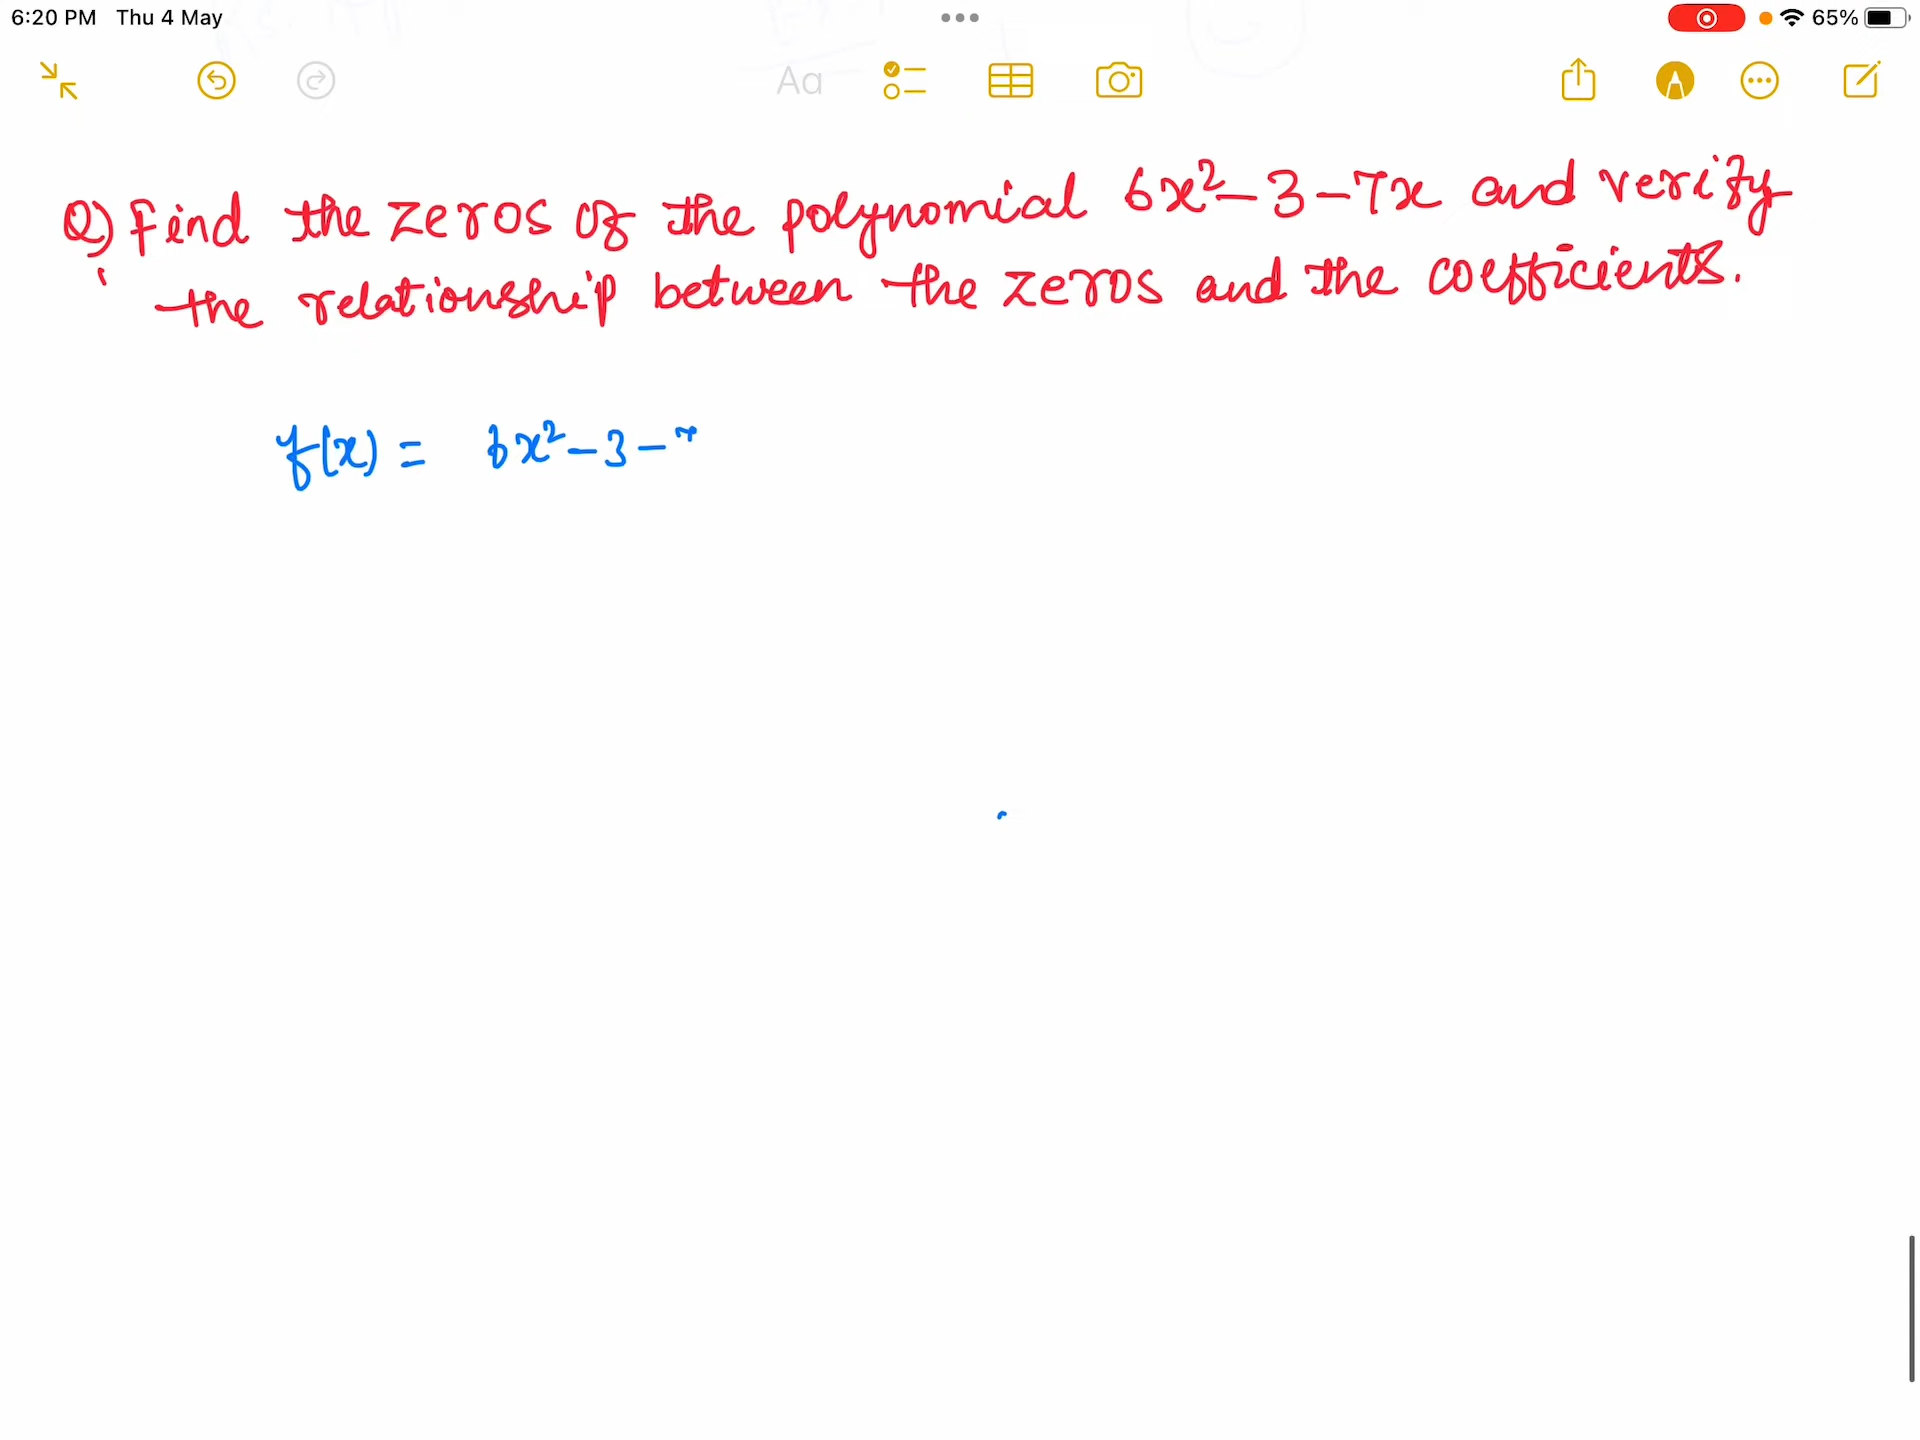 6:20 PM Thu 4 May
65%
Aa
Q) Find the zeros of the polynomial 6x²-3-7x and verify
the relationship between the zeros and the coefficients.
f(x) = 6x²-3-